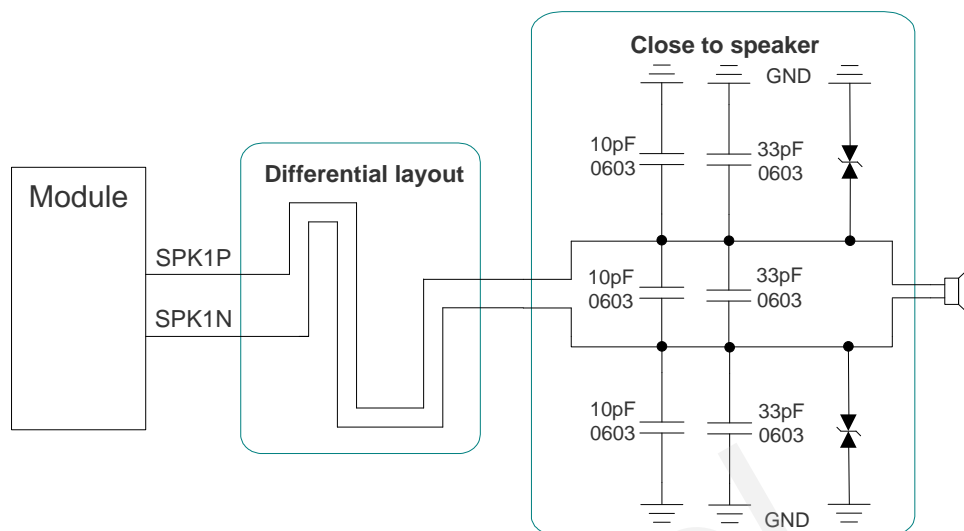 Close to speaker
GND
10pF
0603
33pF
0603
Differential layout
Module
SPK1P
SPK1N
10pF
0603
33pF
0603
10pF
0603
33pF
0603
GND